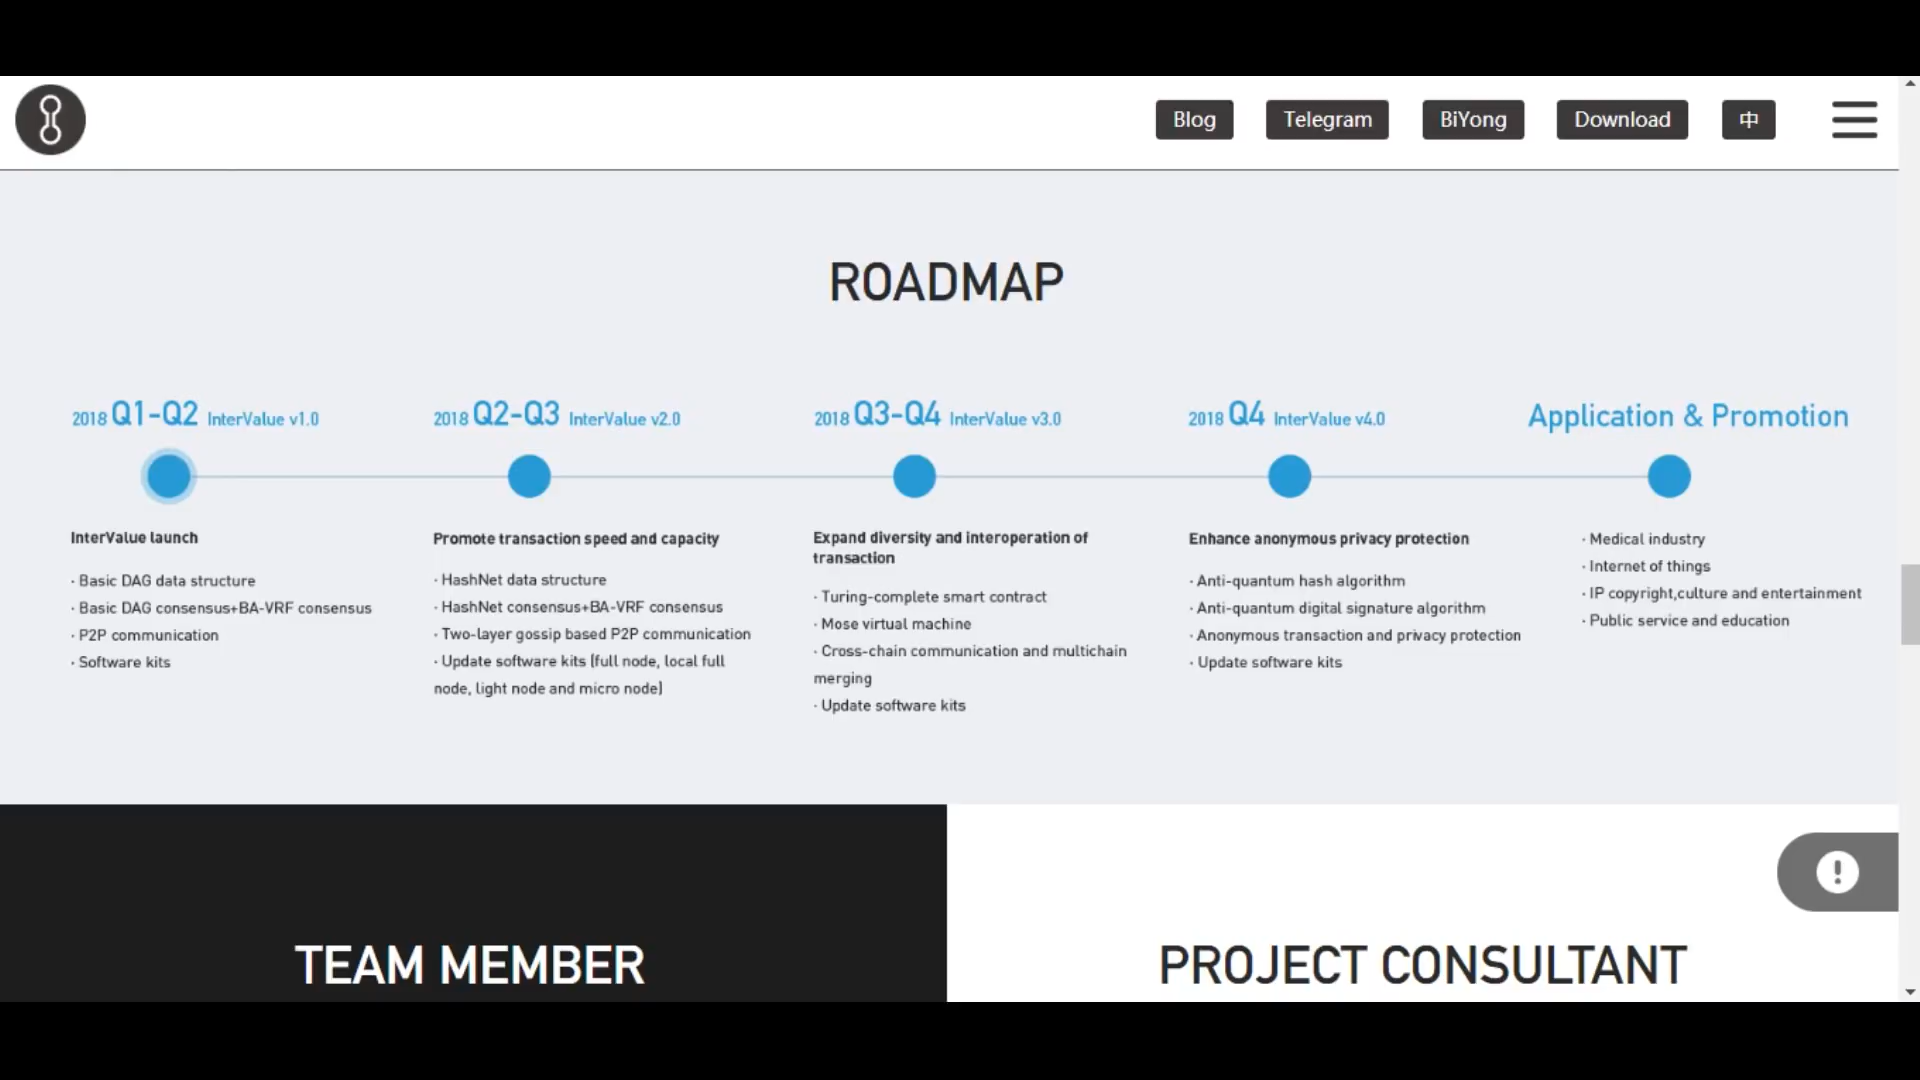 Blog
Telegram
BiYong
Download
中
ROADMAP
2018 Q1-Q2 InterValue v1.0
InterValue launch
· Basic DAG data structure
· Basic DAG consensus+BA-VRF consensus
· P2P communication
· Software kits
2018 Q2-Q3 InterValue v2.0
Promote transaction speed and capacity
· HashNet data structure
· HashNet consensus+BA-VRF consensus
· Two-layer gossip based P2P communication
· Update software kits (full node, local full
node, light node and micro node)
2018 Q3-Q4 InterValue v3.0
Expand diversity and interoperation of
transaction
· Turing-complete smart contract
· Mose virtual machine
· Cross-chain communication and multichain
merging
· Update software kits
2018 Q4 InterValue v4.0
Enhance anonymous privacy protection
· Anti-quantum hash algorithm
· Anti-quantum digital signature algorithm
· Anonymous transaction and privacy protection
· Update software kits
Application & Promotion
· Medical industry
· Internet of things
· IP copyright,culture and entertainment
· Public service and education
TEAM MEMBER
PROJECT CONSULTANT